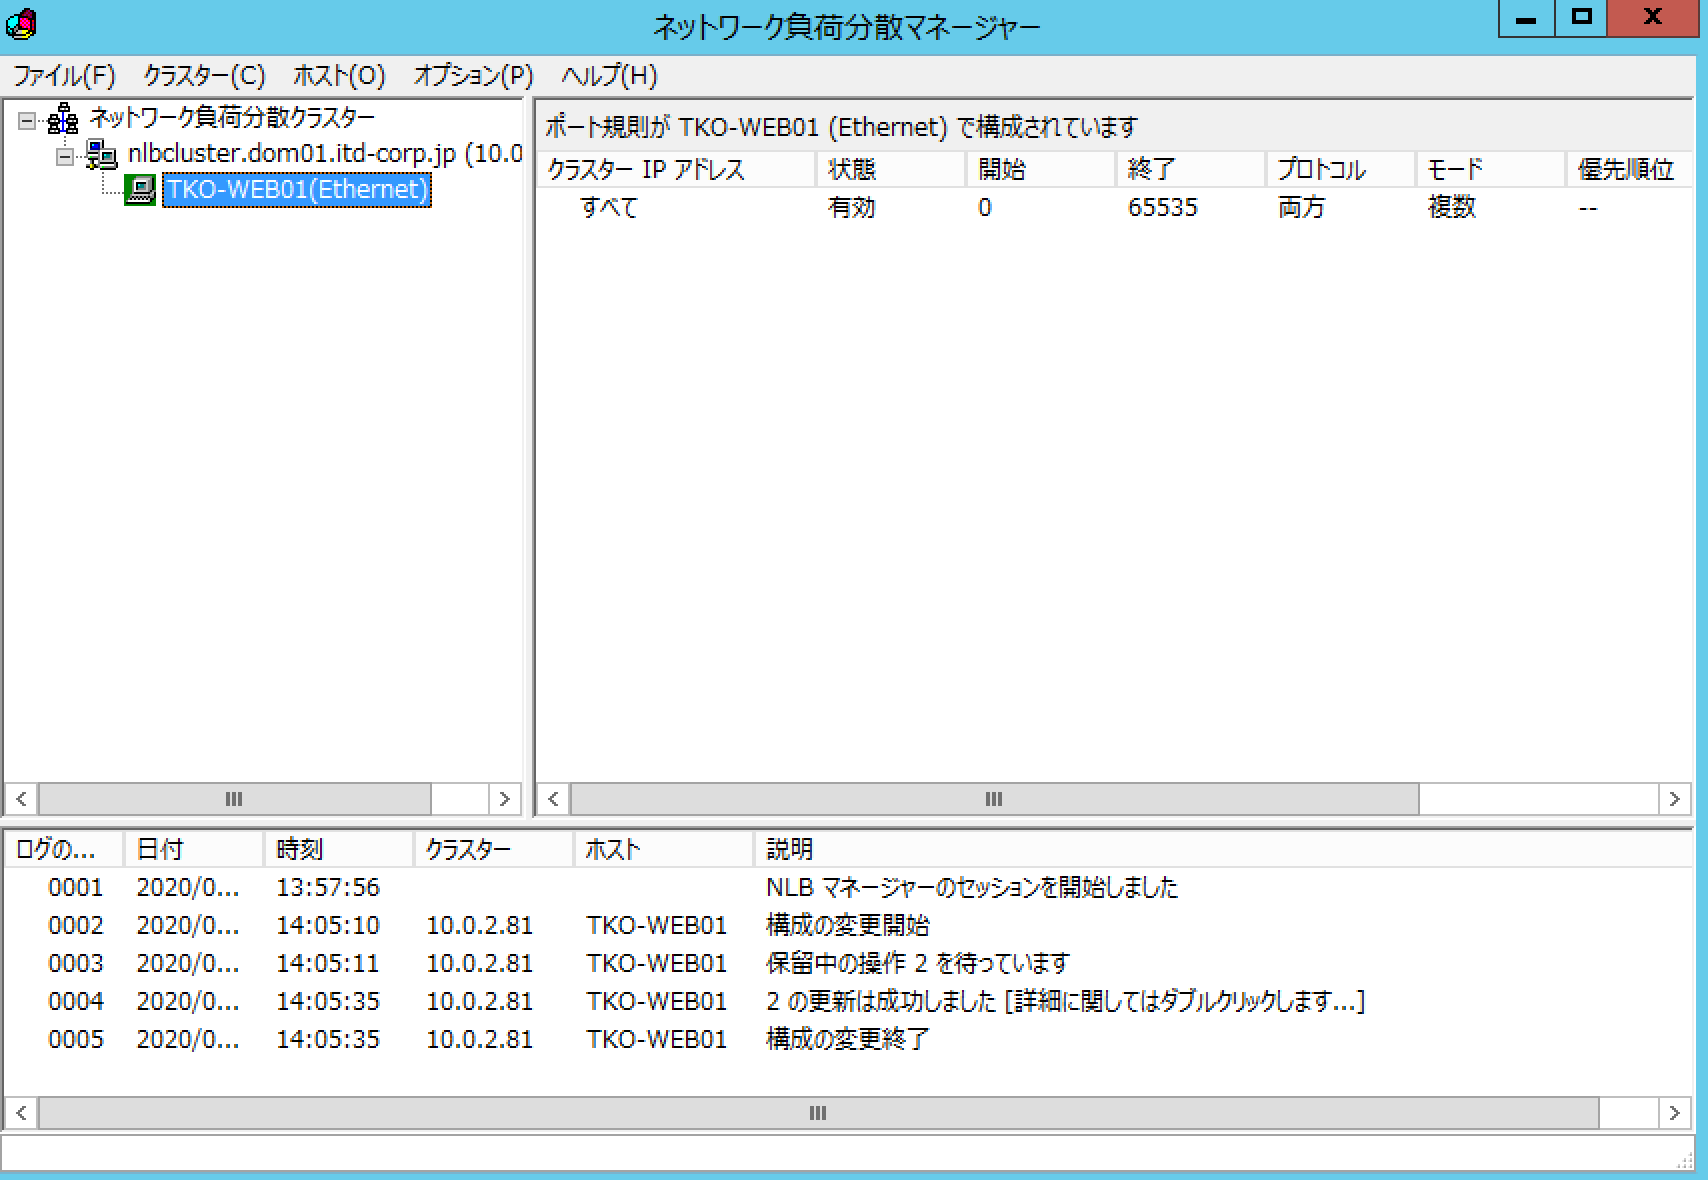 ネットワーク負荷分散マネージャー
ファイル(F) クラスター(C) ホスト(O) オプション(P) ヘルプ(H)
ネットワーク負荷分散クラスター
nlbcluster.dom01.itd-corp.jp (10.0
TKO-WEB01(Ethernet)
ポート規則が TKO-WEB01 (Ethernet) で構成されています
クラスター IP アドレス 状態 開始 終了 プロトコル モード 優先順位
すべて 有効 0 65535 両方 複数 --
ログの... 日付 時刻 クラスター ホスト 説明
0001 2020/0... 13:57:56 NLB マネージャーのセッションを開始しました
0002 2020/0... 14:05:10 10.0.2.81 TKO-WEB01 構成の変更開始
0003 2020/0... 14:05:11 10.0.2.81 TKO-WEB01 保留中の操作 2 を待っています
0004 2020/0... 14:05:35 10.0.2.81 TKO-WEB01 2 の更新は成功しました [詳細に関してはダブルクリックします...]
0005 2020/0... 14:05:35 10.0.2.81 TKO-WEB01 構成の変更終了